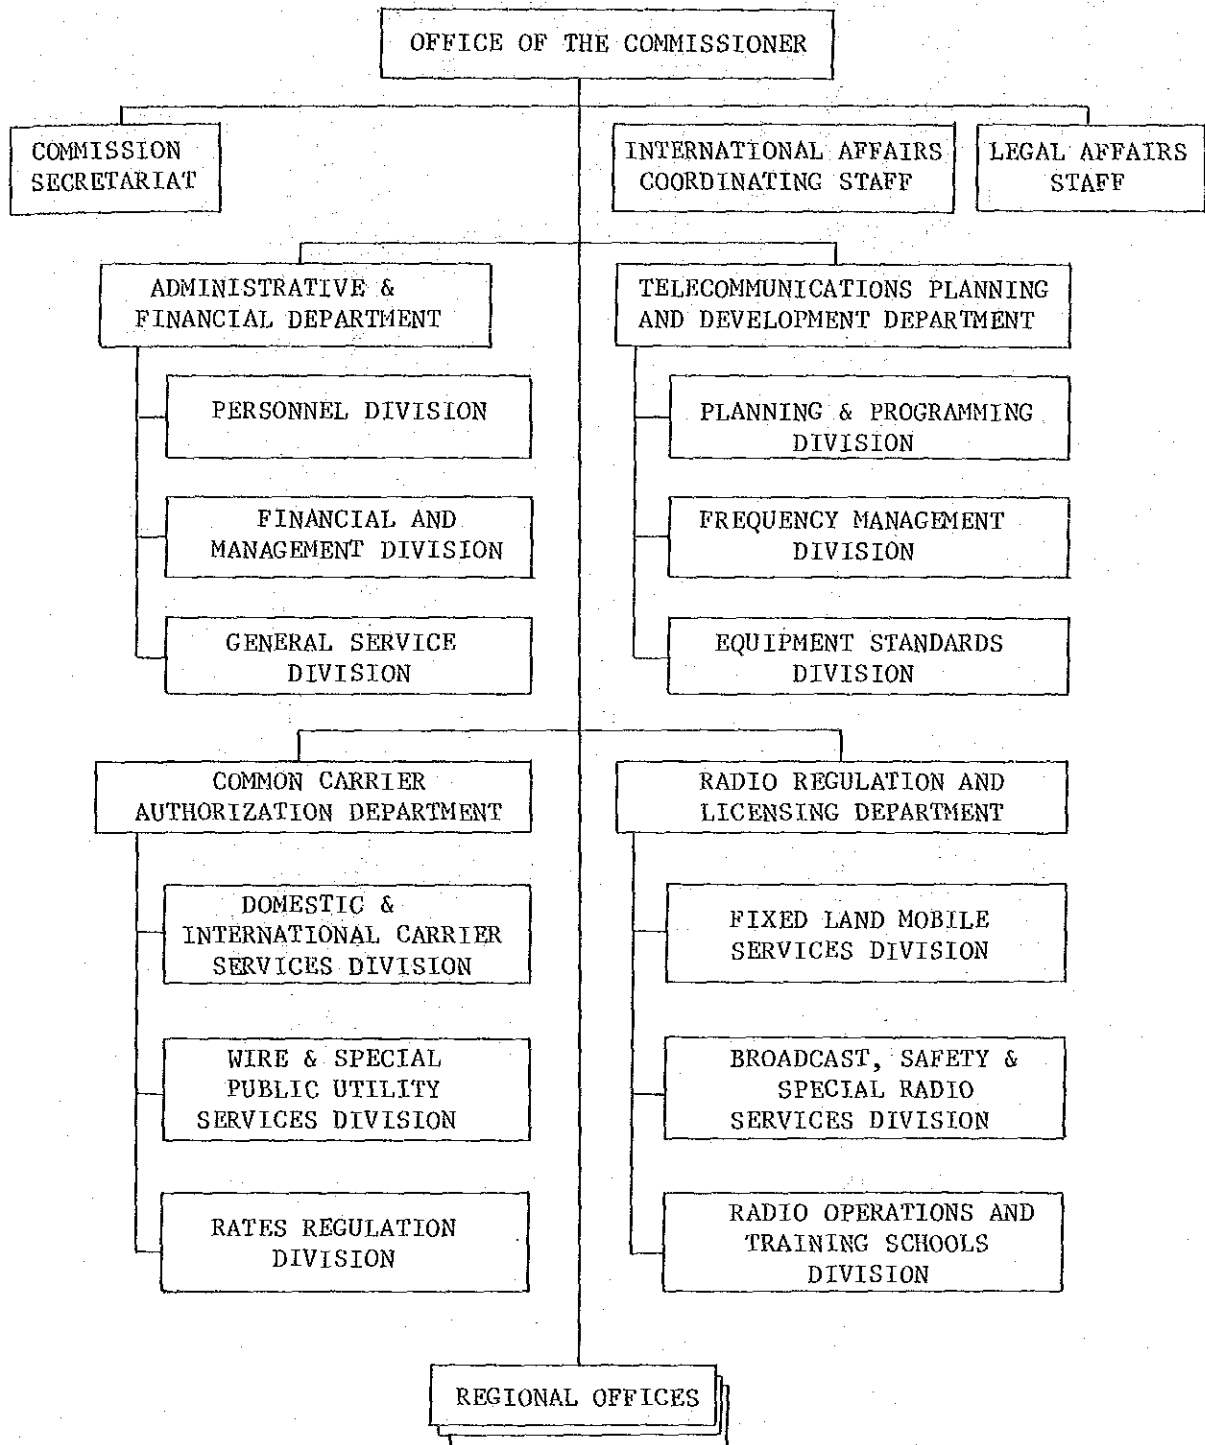 OFFICE OF THE COMMISSIONER
COMMISSION
SECRETARIAT
INTERNATIONAL AFFAIRS
COORDINATING STAFF
LEGAL AFFAIRS
STAFF
ADMINISTRATIVE &
FINANCIAL DEPARTMENT
PERSONNEL DIVISION
FINANCIAL AND
MANAGEMENT DIVISION
GENERAL SERVICE
DIVISION
TELECOMMUNICATIONS PLANNING
AND DEVELOPMENT DEPARTMENT
PLANNING & PROGRAMMING
DIVISION
FREQUENCY MANAGEMENT
DIVISION
EQUIPMENT STANDARDS
DIVISION
COMMON CARRIER
AUTHORIZATION DEPARTMENT
DOMESTIC &
INTERNATIONAL CARRIER
SERVICES DIVISION
WIRE & SPECIAL
PUBLIC UTILITY
SERVICES DIVISION
RATES REGULATION
DIVISION
RADIO REGULATION AND
LICENSING DEPARTMENT
FIXED LAND MOBILE
SERVICES DIVISION
BROADCAST, SAFETY &
SPECIAL RADIO
SERVICES DIVISION
RADIO OPERATIONS AND
TRAINING SCHOOLS
DIVISION
REGIONAL OFFICES